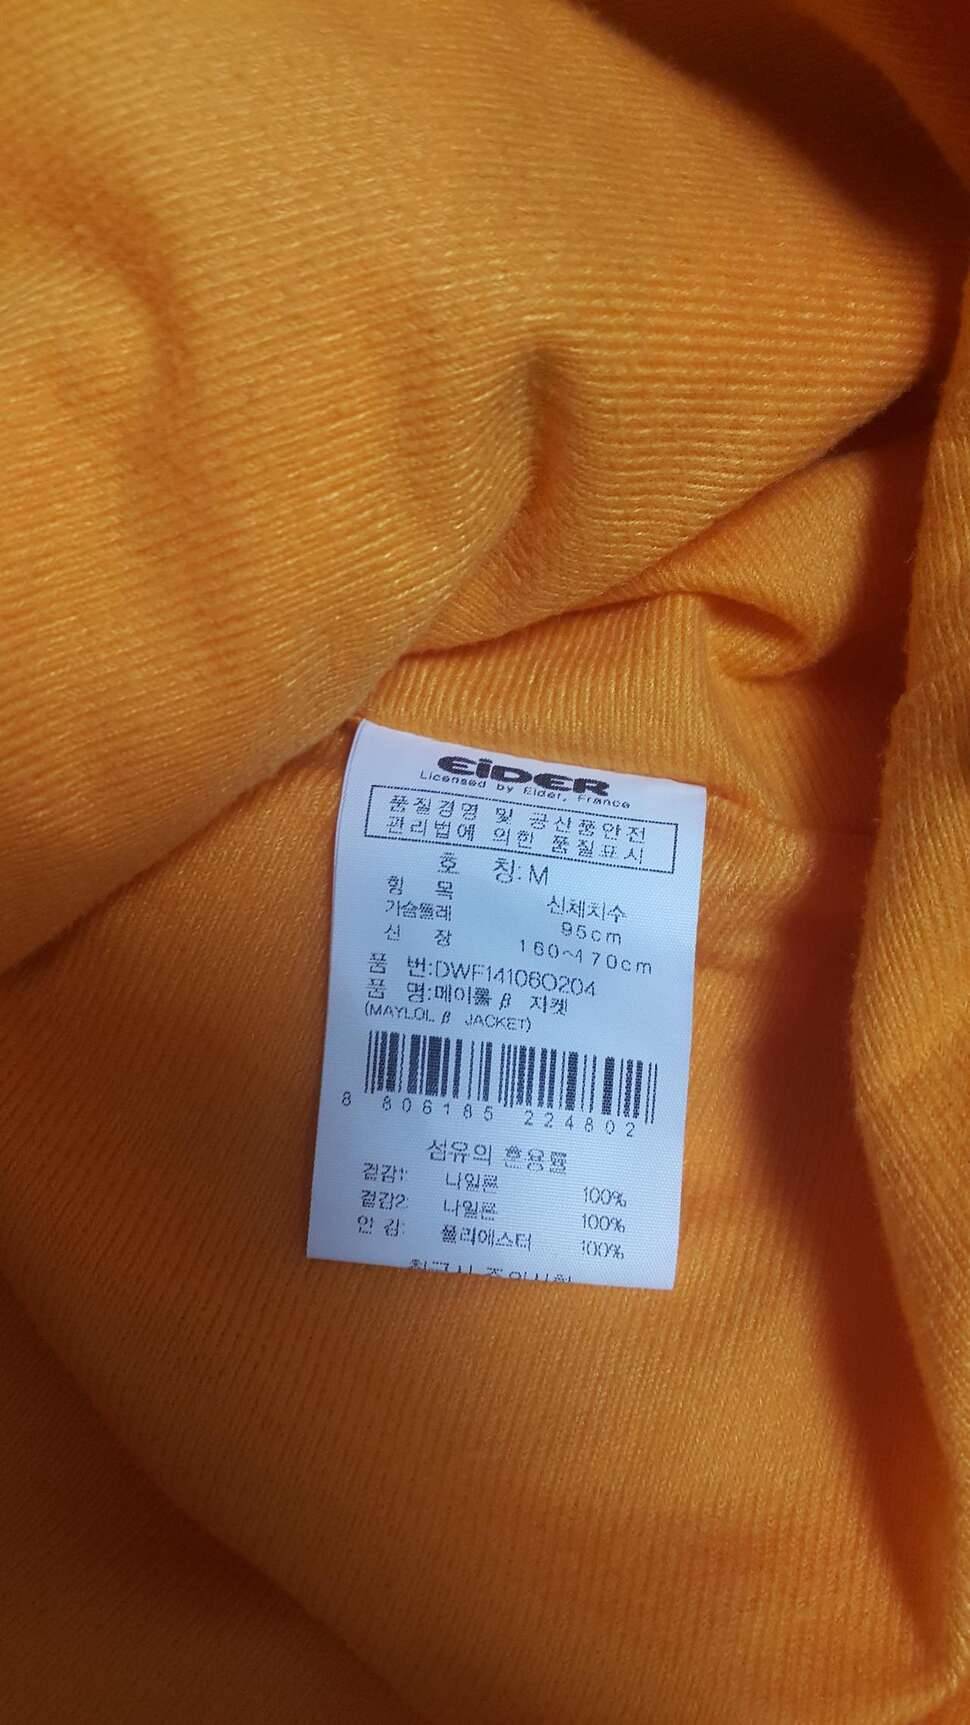 EiDER
Licensed by Eider, France
품질경영 및 공산품안전
관리법에 의한 품질표시
호 칭: M
항 목 신체치수
가슴둘레 95cm
신 장 160~170cm
품 번:DWF14106O204
품 명:메이롤 β 자켓
(MAYLOL β JACKET)
8 806185 224802
섬유의 혼용률
겉감1: 나일론 100%
겉감2: 나일론 100%
안 감: 폴리에스터 100%